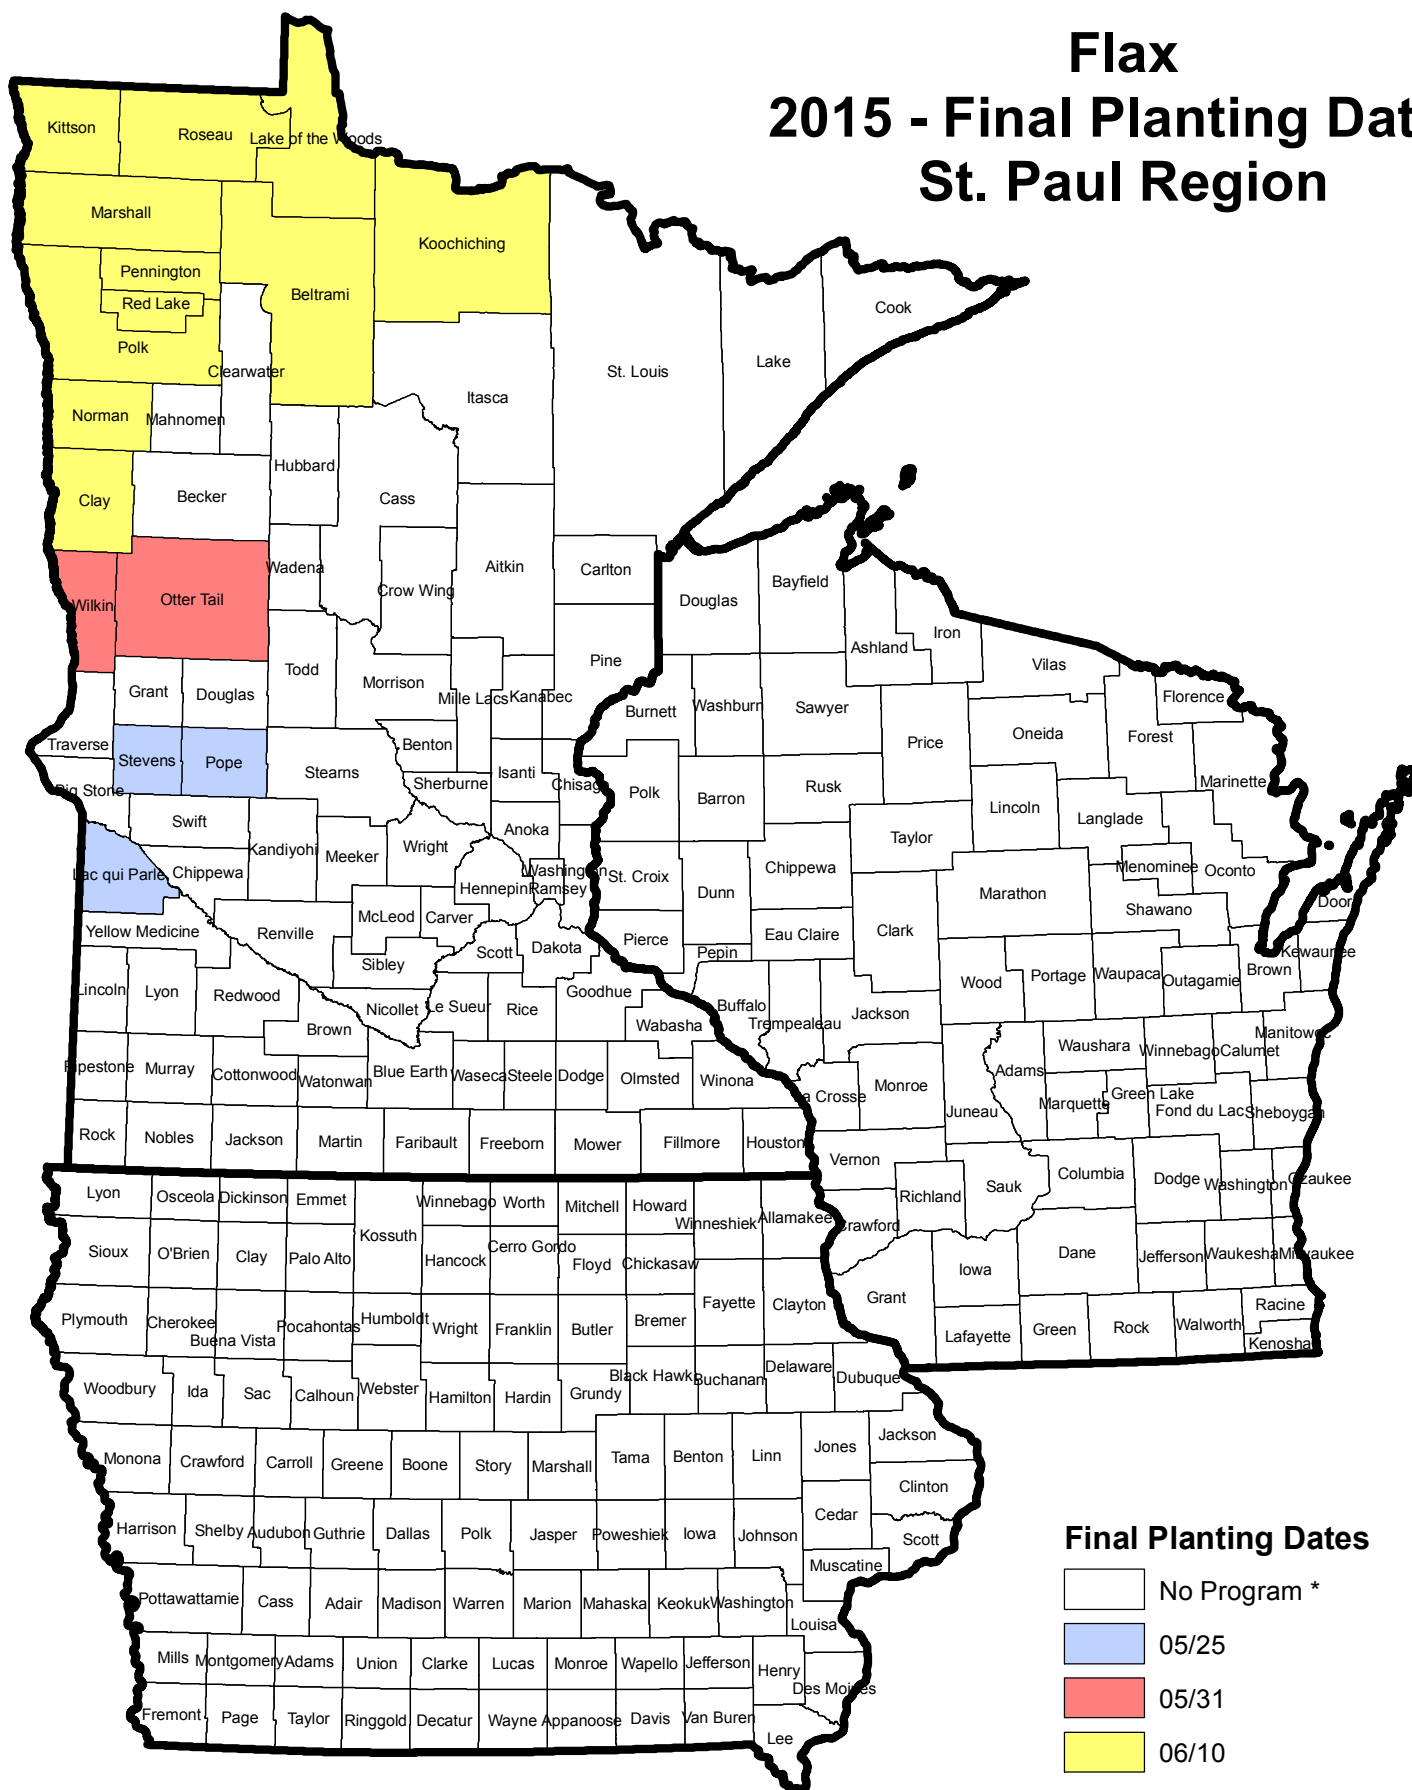 Flax
2015 - Final Planting Dat
St. Paul Region
Kittson
Roseau
Lake of the Woods
Marshall
Koochiching
Pennington
Beltrami
Red Lake
Polk
Clearwater
Cook
Lake
St. Louis
Itasca
Norman
Mahnomen
Hubbard
Clay
Becker
Cass
Wadena
Aitkin
Carlton
Crow Wing
Wilkin
Otter Tail
Douglas
Bayfield
Ashland
Iron
Vilas
Pine
Todd
Morrison
Grant
Douglas
Mille Lacs
Kanabec
Burnett
Washburn
Sawyer
Florence
Price
Oneida
Forest
Traverse
Stevens
Pope
Stearns
Benton
Isanti
Sherburne
Chisag
Big Stone
Polk
Barron
Rusk
Lincoln
Marinette
Langlade
Swift
Kandiyohi
Meeker
Wright
Anoka
Taylor
Chippewa
Menominee
Oconto
Lac qui Parle
Chippewa
Hennepin
Washington
Ramsey
St. Croix
Dunn
Marathon
Door
Shawano
McLeod
Carver
Yellow Medicine
Renville
Scott
Dakota
Pierce
Pepin
Eau Claire
Clark
Kewaunee
Sibley
Wood
Portage
Waupaca
Outagamie
Brown
Lincoln
Lyon
Redwood
Nicollet
Le Sueur
Rice
Goodhue
Buffalo
Trempealeau
Jackson
Brown
Wabasha
Waushara
Winnebago
Calumet
Manitowoc
Pipestone
Murray
Cottonwood
Watonwan
Blue Earth
Waseca
Steele
Dodge
Olmsted
Winona
La Crosse
Monroe
Adams
Juneau
Marquette
Green Lake
Fond du Lac
Sheboygan
Rock
Nobles
Jackson
Martin
Faribault
Freeborn
Mower
Fillmore
Houston
Vernon
Richland
Sauk
Columbia
Dodge
Washington
Ozaukee
Lyon
Osceola
Dickinson
Emmet
Winnebago
Worth
Mitchell
Howard
Winneshiek
Allamakee
Crawford
Kossuth
Sioux
O'Brien
Clay
Palo Alto
Hancock
Cerro Gordo
Floyd
Chickasaw
Dane
Jefferson
Waukesha
Milwaukee
Iowa
Grant
Fayette
Clayton
Plymouth
Cherokee
Buena Vista
Pocahontas
Humboldt
Wright
Franklin
Butler
Bremer
Lafayette
Green
Rock
Walworth
Racine
Kenosha
Woodbury
Ida
Sac
Calhoun
Webster
Hamilton
Hardin
Grundy
Black Hawk
Buchanan
Delaware
Dubuque
Jackson
Monona
Crawford
Carroll
Greene
Boone
Story
Marshall
Tama
Benton
Linn
Jones
Clinton
Cedar
Harrison
Shelby
Audubon
Guthrie
Dallas
Polk
Jasper
Poweshiek
Iowa
Johnson
Scott
Muscatine
Pottawattamie
Cass
Adair
Madison
Warren
Marion
Mahaska
Keokuk
Washington
Louisa
Mills
Montgomery
Adams
Union
Clarke
Lucas
Monroe
Wapello
Jefferson
Henry
Des Moines
Fremont
Page
Taylor
Ringgold
Decatur
Wayne
Appanoose
Davis
Van Buren
Lee
Final Planting Dates
No Program *
05/25
05/31
06/10